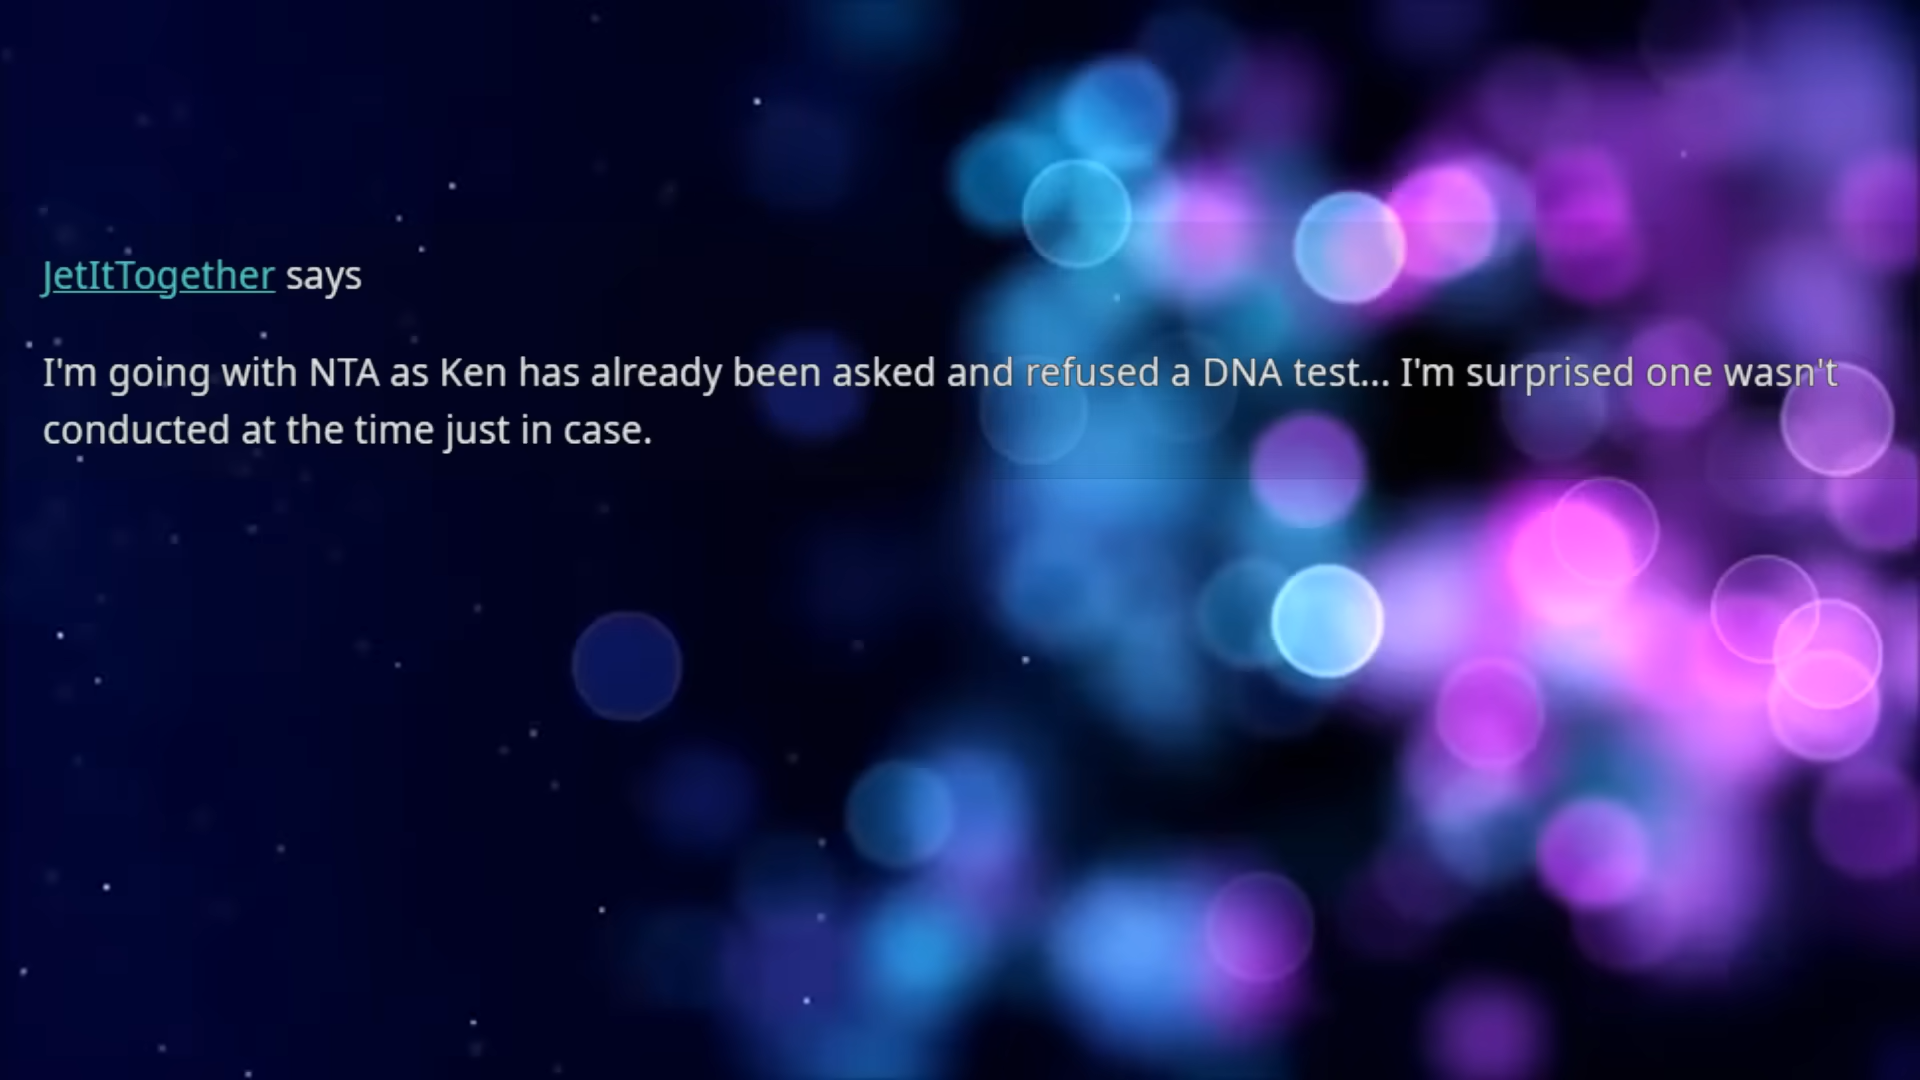 JetItTogether says
I'm going with NTA as Ken has already been asked and refused a DNA test... I'm surprised one wasn't
conducted at the time just in case.